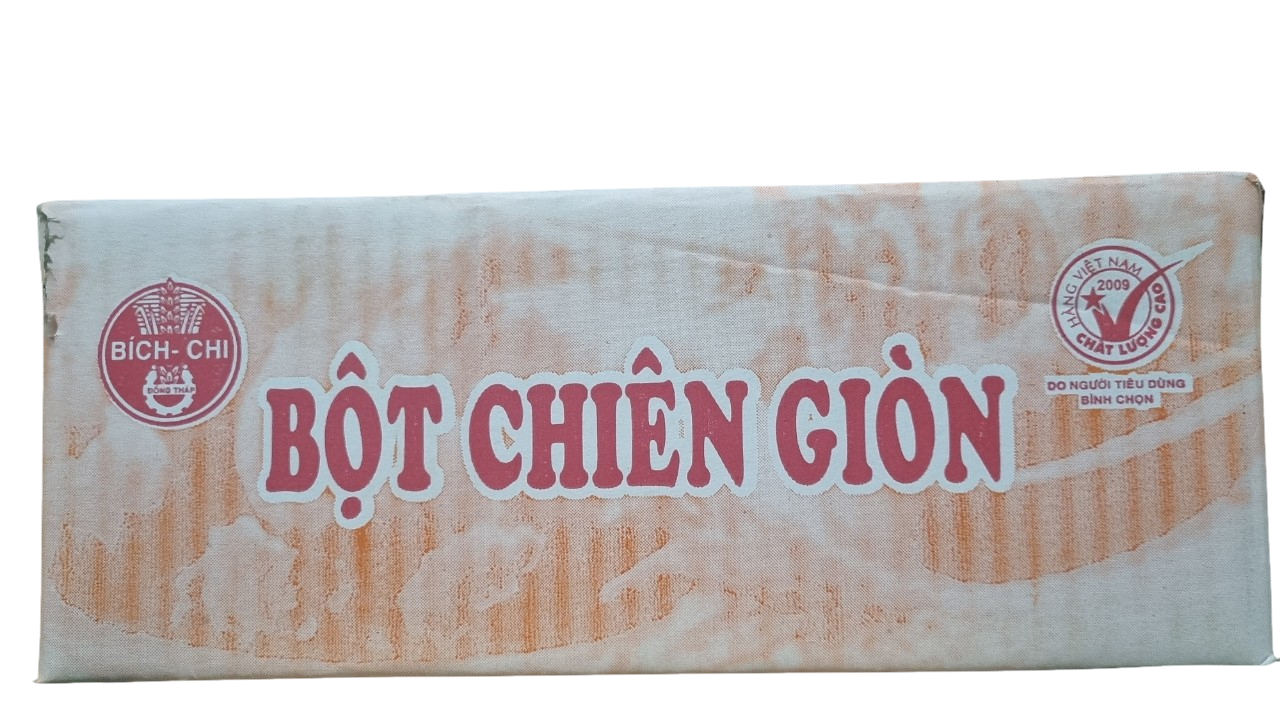 BÍCH- CHI
ĐỒNG THÁP
BỘT CHIÊN GIÒN
HÀNG VIỆT NAM
2009
CHẤT LƯỢNG CAO
DO NGƯỜI TIÊU DÙNG
BÌNH CHỌN